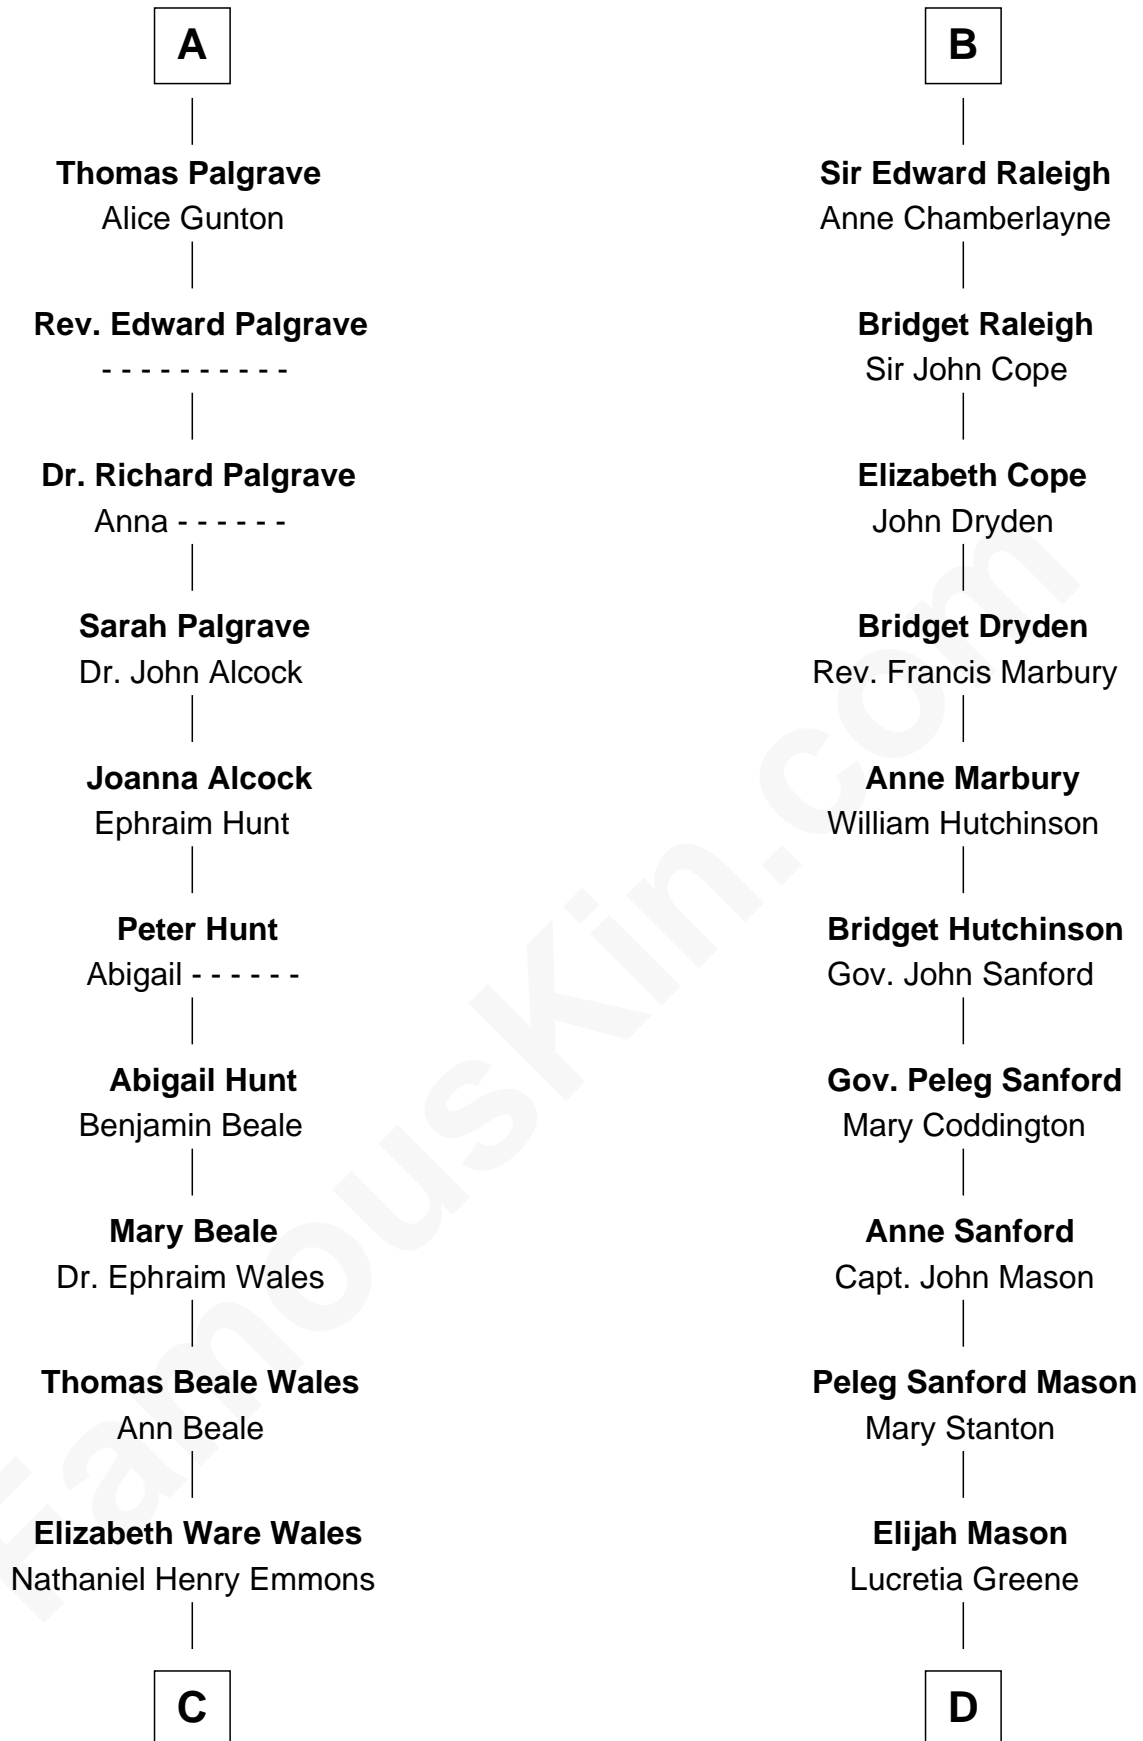 A
Thomas Palgrave
Alice Gunton
Rev. Edward Palgrave
- - - - - - - - - -
Dr. Richard Palgrave
Anna - - - - - -
Sarah Palgrave
Dr. John Alcock
Joanna Alcock
Ephraim Hunt
Peter Hunt
Abigail - - - - - -
Abigail Hunt
Benjamin Beale
Mary Beale
Dr. Ephraim Wales
Thomas Beale Wales
Ann Beale
Elizabeth Ware Wales
Nathaniel Henry Emmons
C
B
Sir Edward Raleigh
Anne Chamberlayne
Bridget Raleigh
Sir John Cope
Elizabeth Cope
John Dryden
Bridget Dryden
Rev. Francis Marbury
Anne Marbury
William Hutchinson
Bridget Hutchinson
Gov. John Sanford
Gov. Peleg Sanford
Mary Coddington
Anne Sanford
Capt. John Mason
Peleg Sanford Mason
Mary Stanton
Elijah Mason
Lucretia Greene
D
FamousKin.com